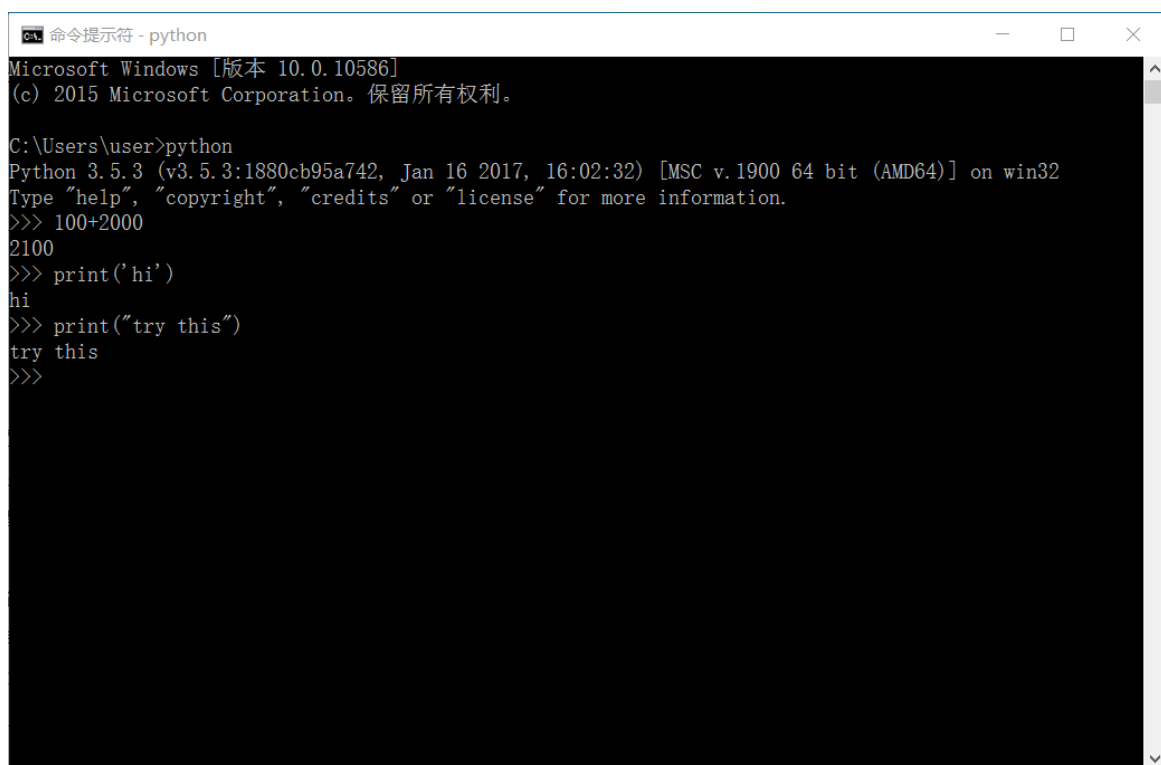 命令提示符 - python
Microsoft Windows [版本 10.0.10586]
(c) 2015 Microsoft Corporation。保留所有权利。
C:\Users\user>python
Python 3.5.3 (v3.5.3:1880cb95a742, Jan 16 2017, 16:02:32) [MSC v.1900 64 bit (AMD64)] on win32
Type "help", "copyright", "credits" or "license" for more information.
>>> 100+2000
2100
>>> print('hi')
hi
>>> print("try this")
try this
>>>